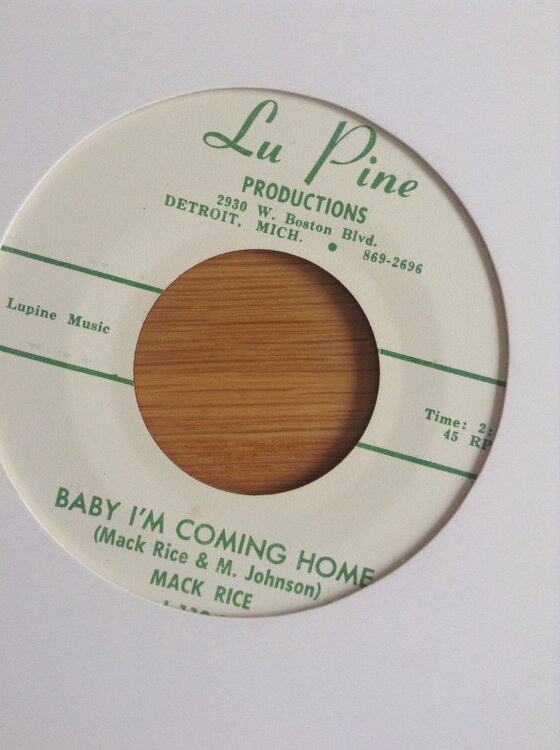 Lu Pine
PRODUCTIONS
2930 W. Boston Blvd.
DETROIT, MICH. • 869-2696
Lupine Music
Time: 2:
45 RP
BABY I'M COMING HOME
(Mack Rice & M. Johnson)
MACK RICE